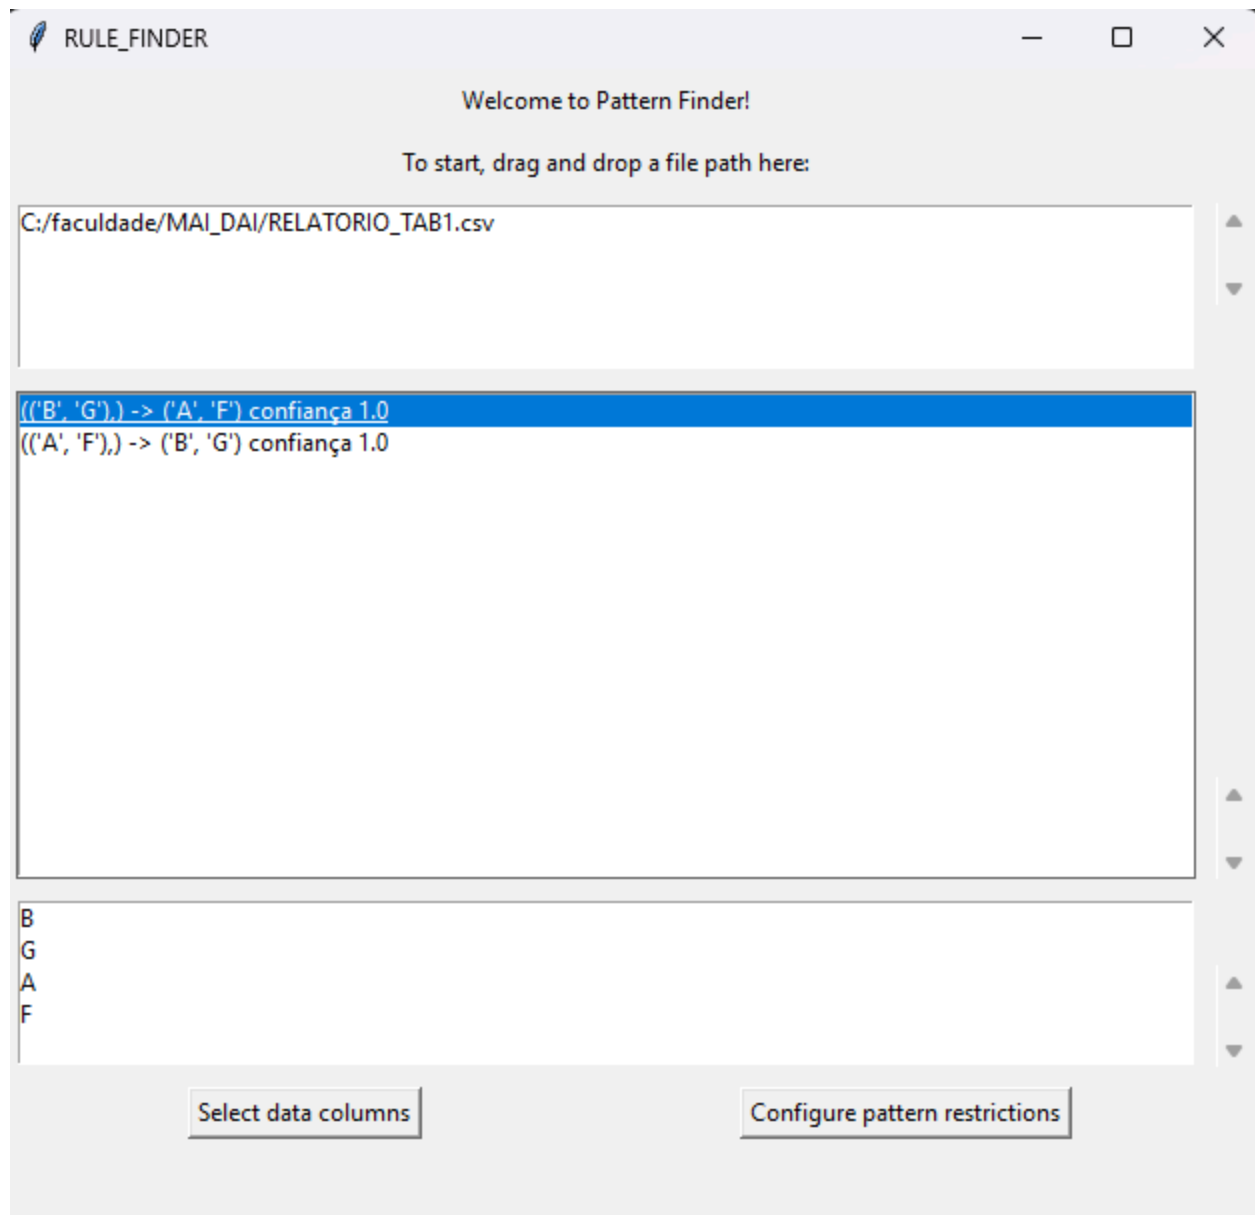 RULE_FINDER
Welcome to Pattern Finder!
To start, drag and drop a file path here:
C:/faculdade/MAI_DAI/RELATORIO_TAB1.csv
(('B', 'G'),) -> ('A', 'F') confiança 1.0
(('A', 'F'),) -> ('B', 'G') confiança 1.0
B
G
A
F
Select data columns
Configure pattern restrictions